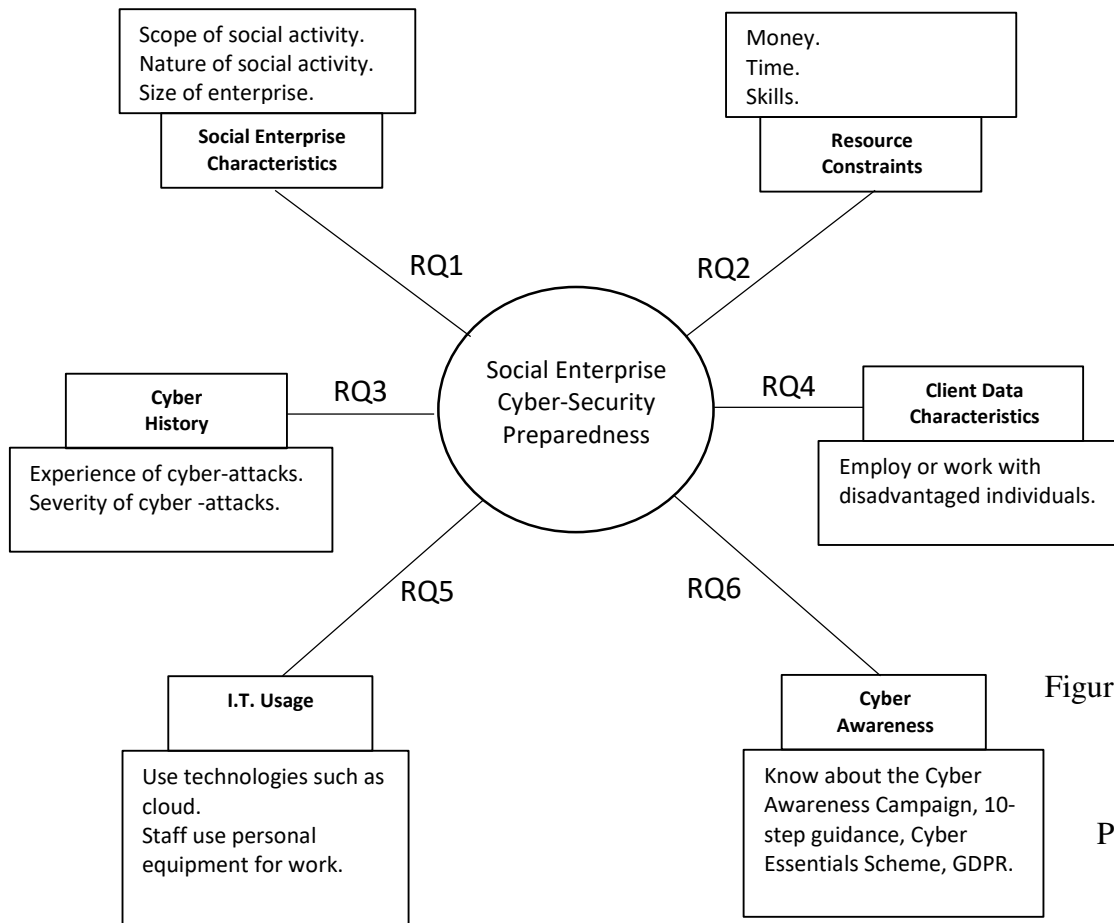 Scope of social activity.
Nature of social activity.
Size of enterprise.
Social Enterprise
Characteristics
Money.
Time.
Skills.
Resource
Constraints
RQ1
RQ2
Social Enterprise
Cyber-Security
Preparedness
Cyber
History
RQ3
Experience of cyber-attacks.
Severity of cyber -attacks.
RQ4
Client Data
Characteristics
Employ or work with
disadvantaged individuals.
RQ5
RQ6
I.T. Usage
Use technologies such as
cloud.
Staff use personal
equipment for work.
Cyber
Awareness
Know about the Cyber
Awareness Campaign, 10-
step guidance, Cyber
Essentials Scheme, GDPR.
Figur
P